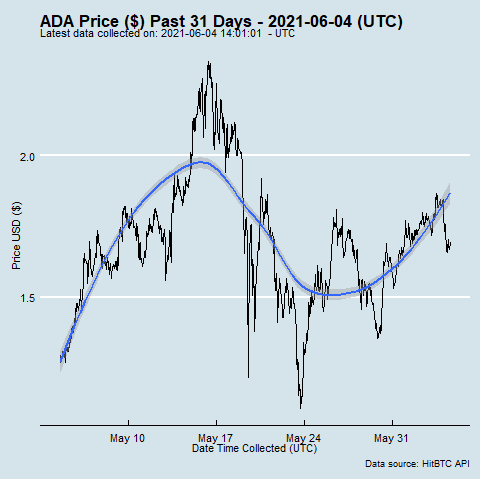 ADA Price ($) Past 31 Days - 2021-06-04 (UTC)
Latest data collected on: 2021-06-04 14:01:01 - UTC
2.0
1.5
Price USD ($)
May 10
May 17
May 24
May 31
Date Time Collected (UTC)
Data source: HitBTC API